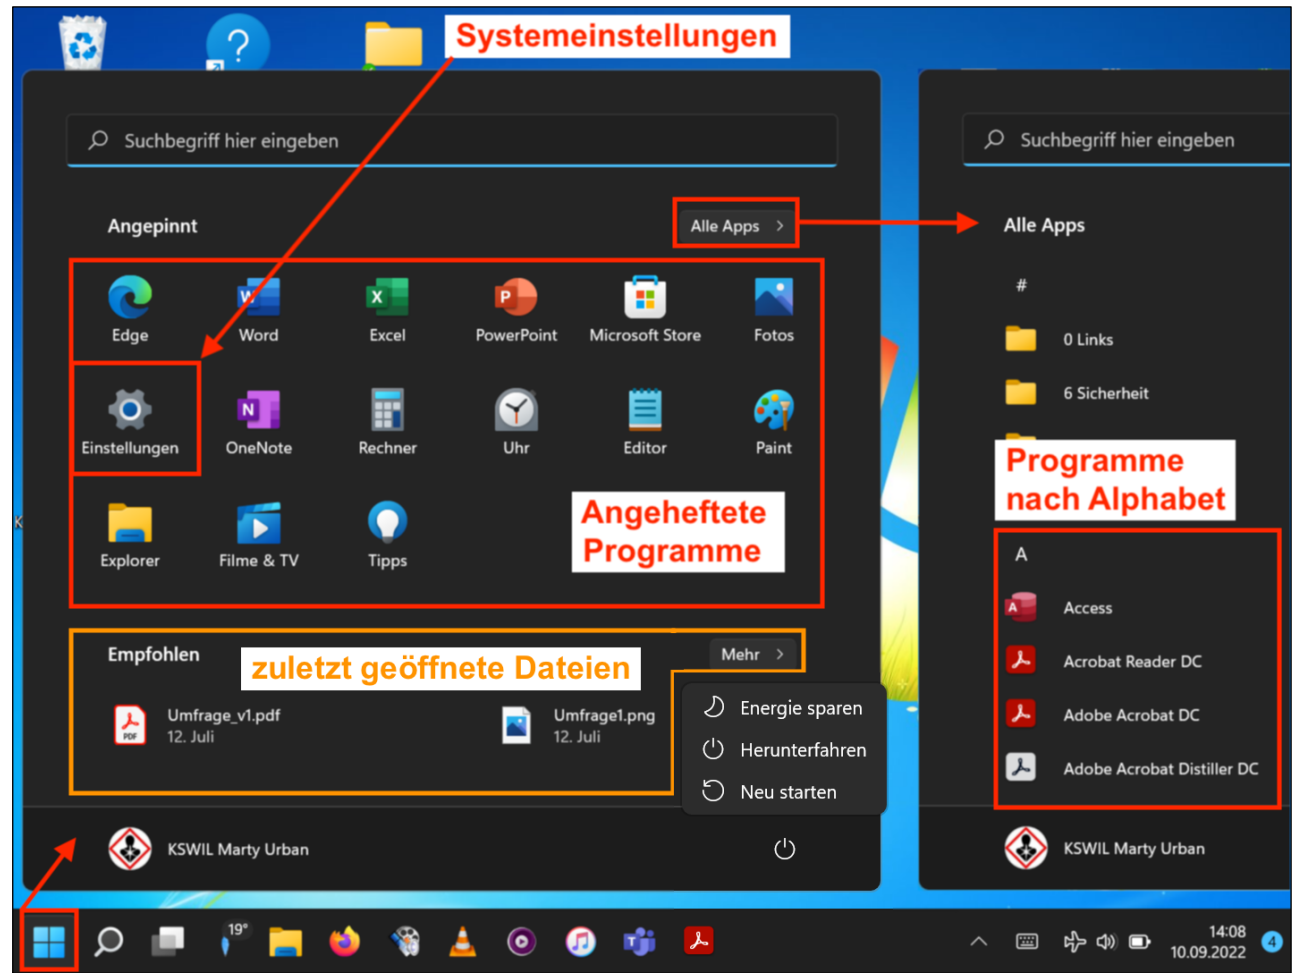 Systemeinstellungen
Suchbegriff hier eingeben
Angepinnt
Alle Apps >
Edge
Word
Excel
PowerPoint
Microsoft Store
Fotos
Einstellungen
OneNote
Rechner
Uhr
Editor
Paint
Explorer
Filme & TV
Tipps
Angeheftete
Programme
Empfohlen
zuletzt geöffnete Dateien
Mehr >
Umfrage_v1.pdf
12. Juli
Umfrage1.png
12. Juli
Energie sparen
Herunterfahren
Neu starten
KSWIL Marty Urban
Suchbegriff hier eingeben
Alle Apps
#
0 Links
6 Sicherheit
Programme
nach Alphabet
A
Access
Acrobat Reader DC
Adobe Acrobat DC
Adobe Acrobat Distiller DC
KSWIL Marty Urban
K
19°
14:08
10.09.2022
4